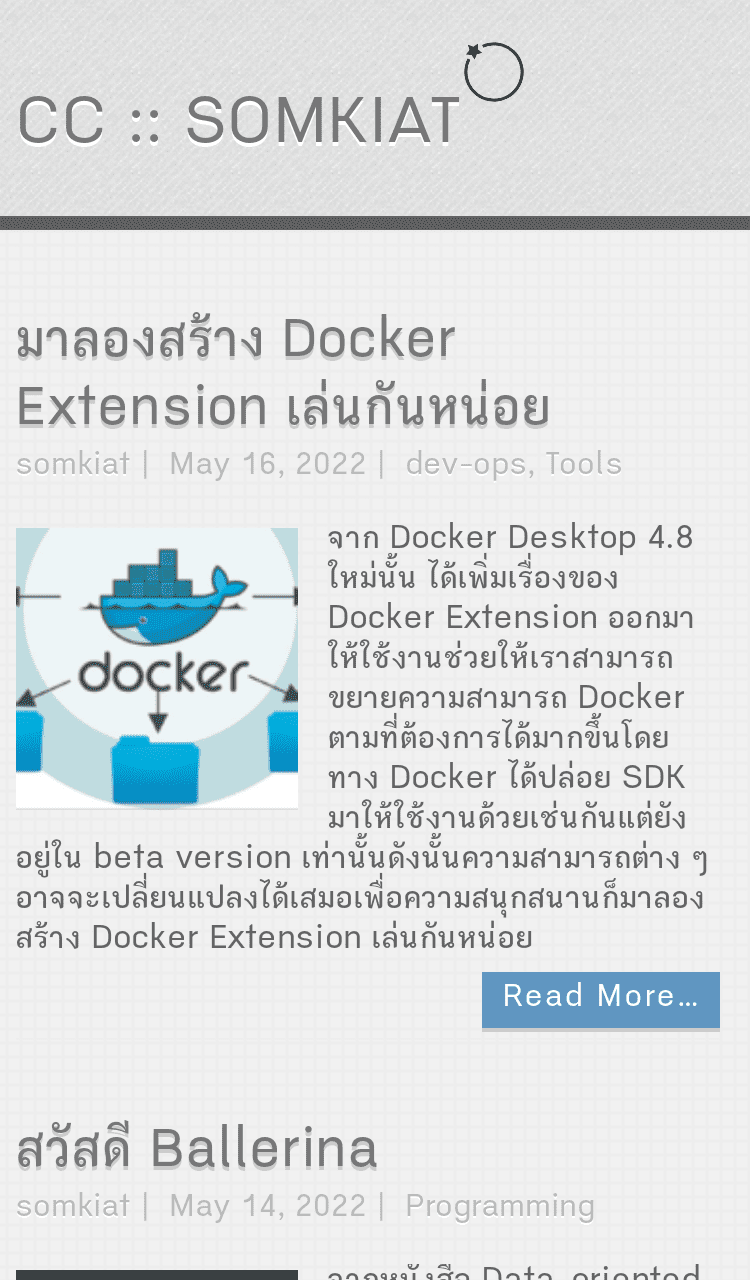 CC :: SOMKIAT
มาลองสร้าง Docker
Extension เล่นกันหน่อย
somkiat | May 16, 2022 | dev-ops, Tools
docker
จาก Docker Desktop 4.8
ใหม่นั้น ได้เพิ่มเรื่องของ
Docker Extension ออกมา
ให้ใช้งานช่วยให้เราสามารถ
ขยายความสามารถ Docker
ตามที่ต้องการได้มากขึ้นโดย
ทาง Docker ได้ปล่อย SDK
มาให้ใช้งานด้วยเช่นกันแต่ยัง
อยู่ใน beta version เท่านั้นดังนั้นความสามารถต่าง ๆ
อาจจะเปลี่ยนแปลงได้เสมอเพื่อความสนุกสนานก็มาลอง
สร้าง Docker Extension เล่นกันหน่อย
Read More...
สวัสดี Ballerina
somkiat | May 14, 2022 | Programming
จากหนังสือ Data-oriented